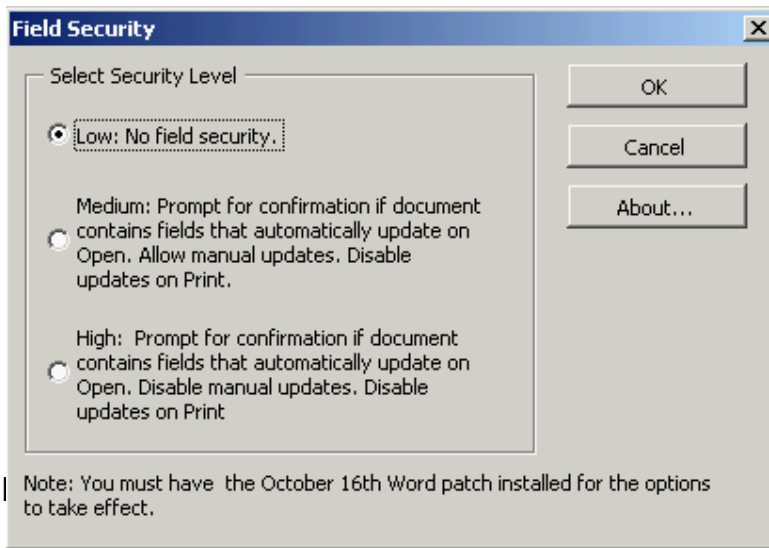 Field Security
Select Security Level
OK
Low: No field security.
Cancel
Medium: Prompt for confirmation if document
contains fields that automatically update on
Open. Allow manual updates. Disable
updates on Print.
About...
High:  Prompt for confirmation if document
contains fields that automatically update on
Open. Disable manual updates. Disable
updates on Print
Note: You must have  the October 16th Word patch installed for the options
to take effect.